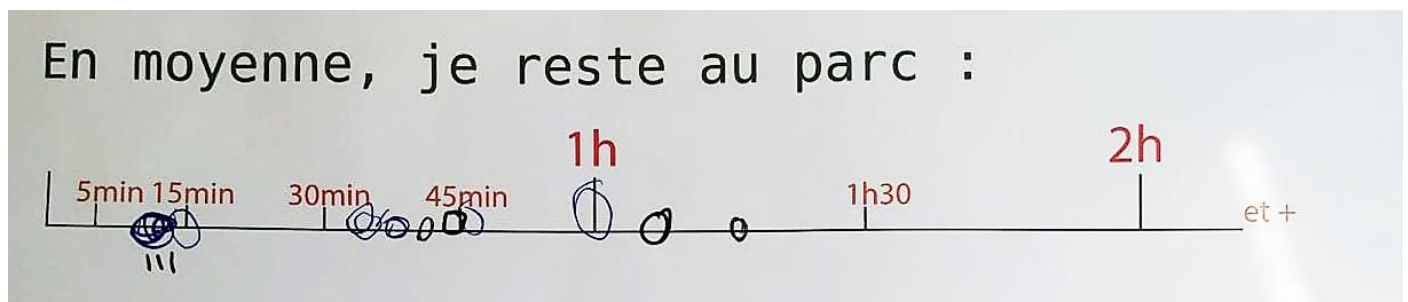 En moyenne, je reste au parc :
5min 15min 30min 45min 1h 1h30 2h et +